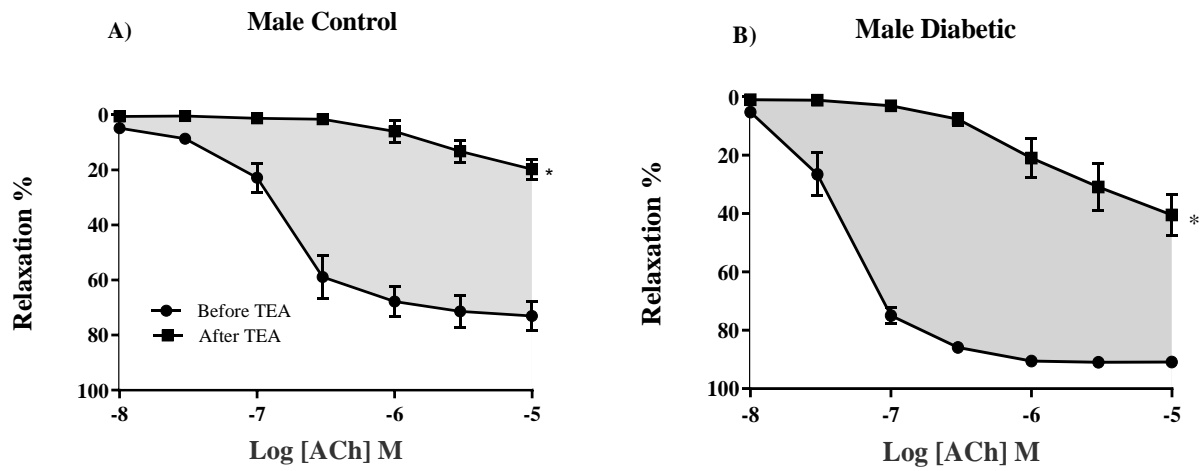 A)
Male Control
0
20
40
60
80
100
Relaxation %
Before TEA
After TEA
*
-8
-7
-6
-5
Log [ACh] M
B)
Male Diabetic
0
20
40
60
80
100
Relaxation %
*
-8
-7
-6
-5
Log [ACh] M